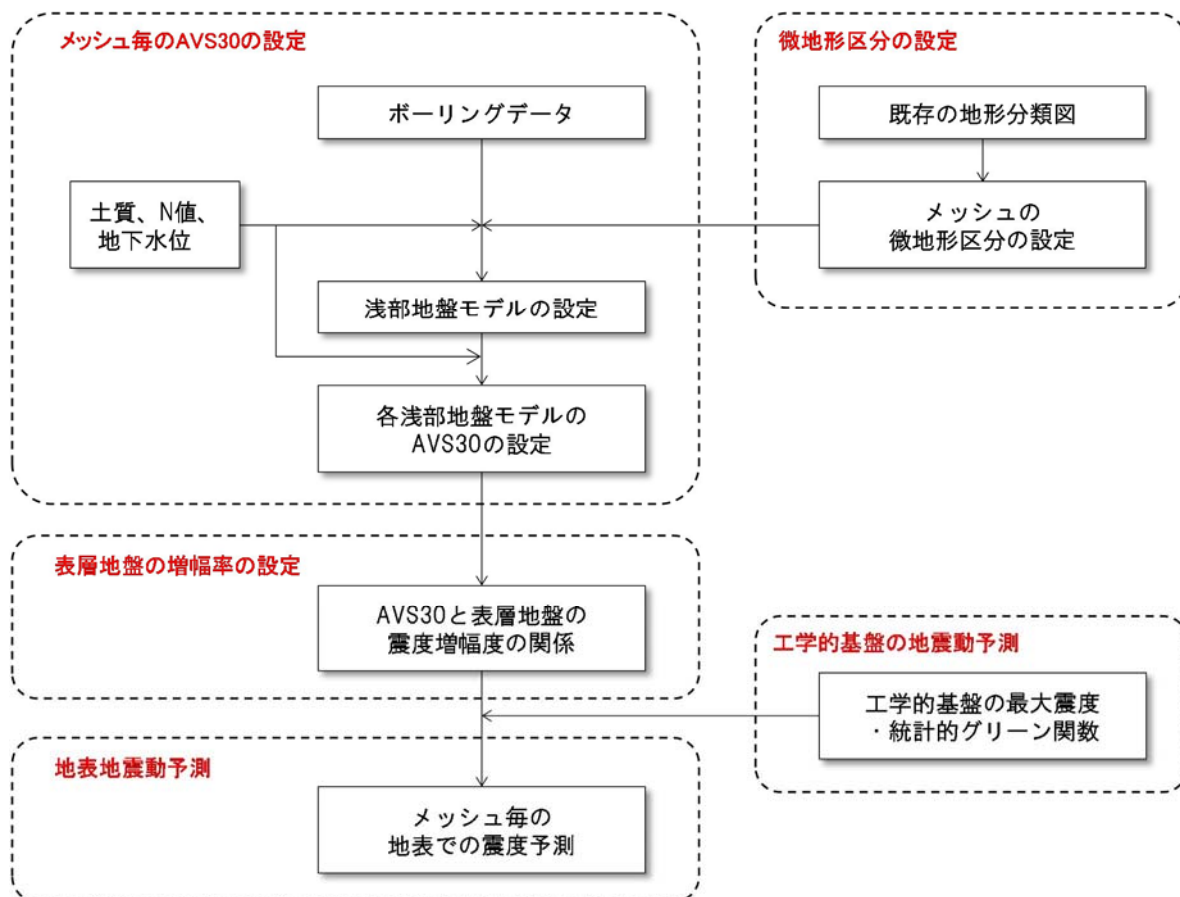 メッシュ毎のAVS30の設定
ボーリングデータ
土質、N値、
地下水位
浅部地盤モデルの設定
各浅部地盤モデルの
AVS30の設定
微地形区分の設定
既存の地形分類図
メッシュの
微地形区分の設定
表層地盤の増幅率の設定
AVS30と表層地盤の
震度増幅度の関係
工学的基盤の地震動予測
工学的基盤の最大震度
・統計的グリーン関数
地表地震動予測
メッシュ毎の
地表での震度予測